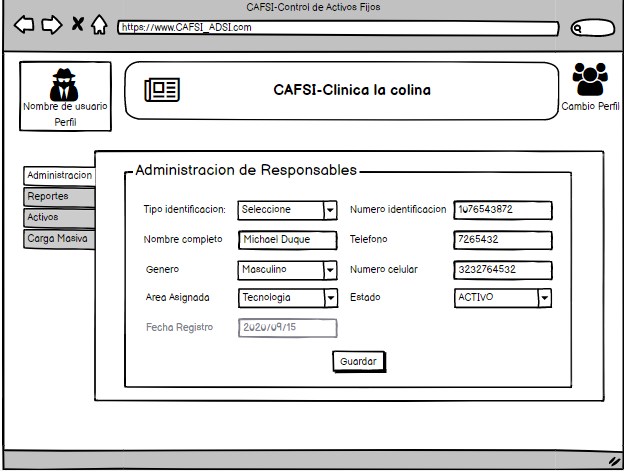 CAFSI-Control de Activos Fijos
https://www.CAFSI_ADSI.com
Nombre de usuario
Perfil
CAFSI-Clinica la colina
Cambio Perfil
Administracion
Reportes
Activos
Carga Masiva
Administracion de Responsables
Tipo identificacion: Seleccione Numero identificacion 1076543872
Nombre completo Michael Duque Telefono 7265432
Genero Masculino Numero celular 3232764532
Area Asignada Tecnologia Estado ACTIVO
Fecha Registro 2020/09/15
Guardar